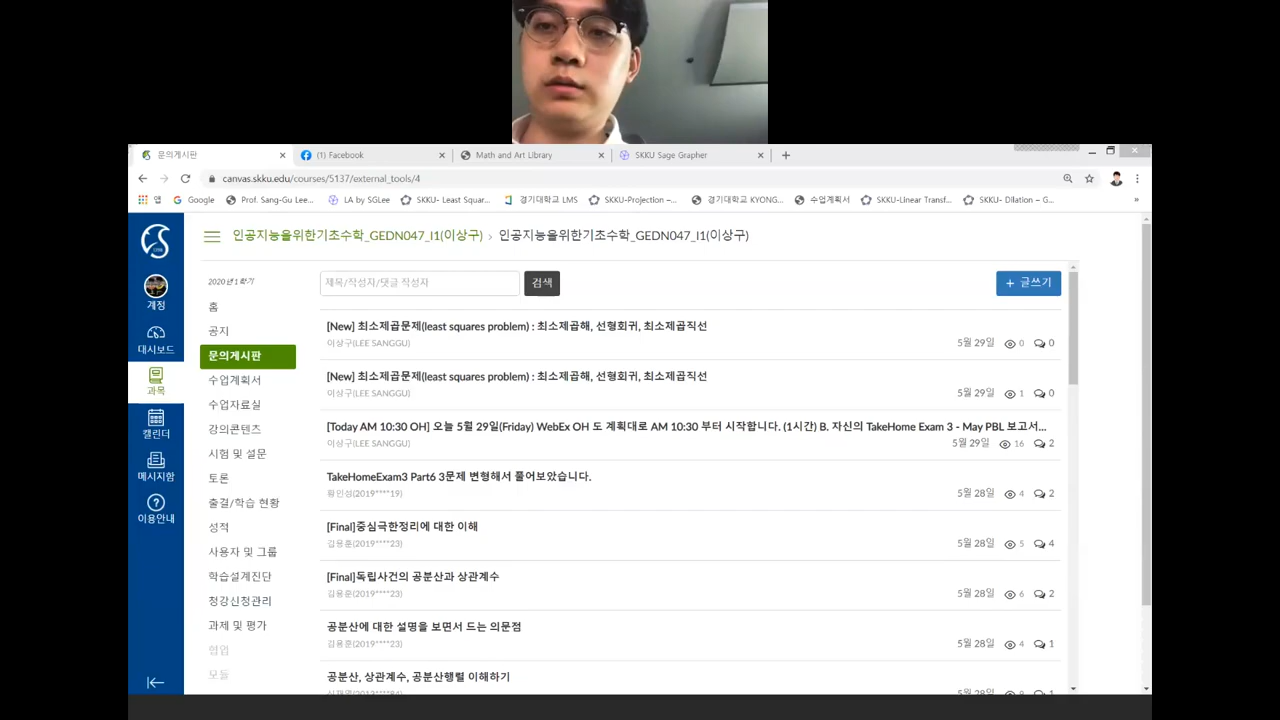 문의게시판
(1) Facebook
Math and Art Library
SKKU Sage Grapher
canvas.skku.edu/courses/5137/external_tools/4
앱
Google
Prof. Sang-Gu Lee...
LA by SGLee
SKKU- Least Squar...
경기대학교 LMS
SKKU-Projection –...
경기대학교 KYONG...
수업계획서
SKKU-Linear Transf...
SKKU- Dilation – G...
인공지능을위한기초수학_GEDN047_I1(이상구) › 인공지능을위한기초수학_GEDN047_I1(이상구)
계정
대시보드
과목
캘린더
메시지함
이용안내
2020년 1학기
홈
공지
문의게시판
수업계획서
수업자료실
강의콘텐츠
시험 및 설문
토론
출결/학습 현황
성적
사용자 및 그룹
학습설계진단
청강신청관리
과제 및 평가
협업
모듈
제목/작성자/댓글 작성자
검색
+ 글쓰기
[New] 최소제곱문제(least squares problem) : 최소제곱해, 선형회귀, 최소제곱직선
이상구(LEE SANGGU)
5월 29일 0 0
[New] 최소제곱문제(least squares problem) : 최소제곱해, 선형회귀, 최소제곱직선
이상구(LEE SANGGU)
5월 29일 1 0
[Today AM 10:30 OH] 오늘 5월 29일(Friday) WebEx OH 도 계획대로 AM 10:30 부터 시작합니다. (1시간) B. 자신의 TakeHome Exam 3 - May PBL 보고서...
이상구(LEE SANGGU)
5월 29일 16 2
TakeHomeExam3 Part6 3문제 변형해서 풀어보았습니다.
황인성(2019****19)
5월 28일 4 2
[Final]중심극한정리에 대한 이해
김용훈(2019****23)
5월 28일 5 4
[Final]독립사건의 공분산과 상관계수
김용훈(2019****23)
5월 28일 6 2
공분산에 대한 설명을 보면서 드는 의문점
김용훈(2019****23)
5월 28일 4 1
공분산, 상관계수, 공분산행렬 이해하기